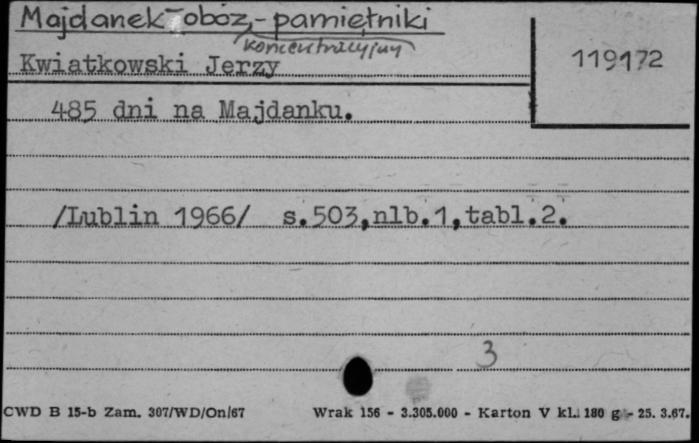 Majdanek - obóz, - pamiętniki
koncentracyjny
Kwiatkowski Jerzy
119172
485 dni na Majdanku.
/Lublin 1966/ s.503,nlb.1,tabl.2.
3
CWD B 15-b Zam. 307/WD/On/67 Wrak 156 - 3.305.000 - Karton V kl. 180 g - 25. 3.67.